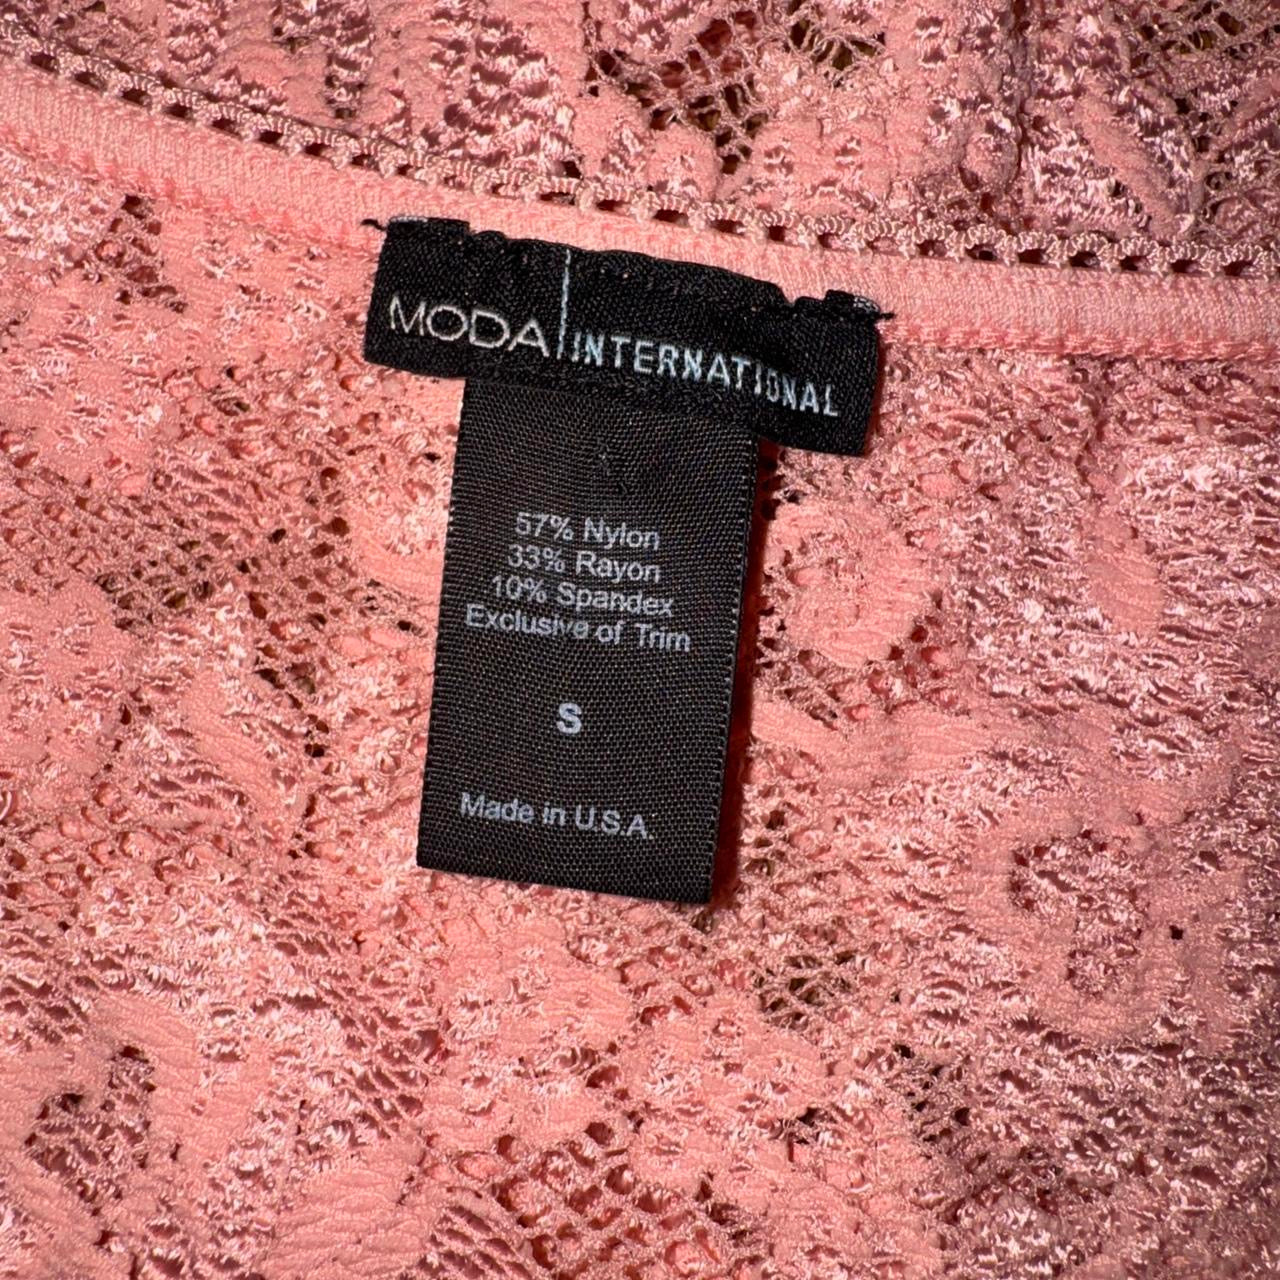 MODA|INTERNATIONAL
57% Nylon
33% Rayon
10% Spandex
Exclusive of Trim
S
Made in U.S.A.